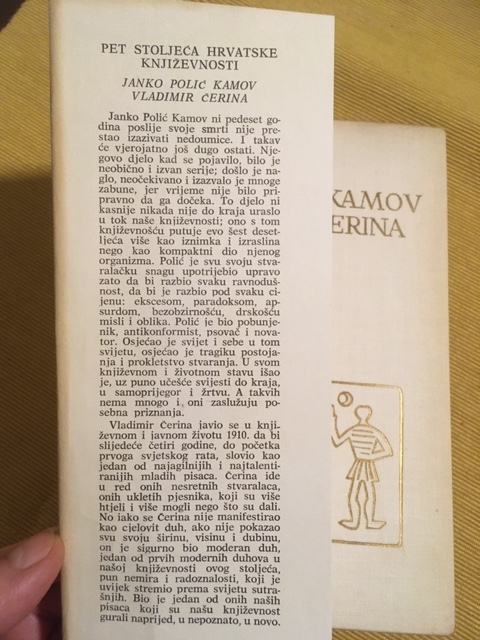 PET STOLJEĆA HRVATSKE
KNJIŽEVNOSTI
JANKO POLIĆ KAMOV
VLADIMIR ČERINA
Janko Polić Kamov ni pedeset go-
dina poslije svoje smrti nije pre-
stao izazivati nedoumice. I takav
će vjerojatno još dugo ostati. Nje-
govo djelo kad se pojavilo, bilo je
neobično i izvan serije; došlo je na-
glo, neočekivano i izazvalo je mnoge
zabune, jer vrijeme nije bilo pri-
pravno da ga dočeka. To djelo ni
kasnije nikada nije do kraja uraslo
u tok naše književnosti; ono s tom
književnošću putuje evo šest deset-
ljeća više kao iznimka i izraslina
nego kao kompaktni dio njenog
organizma. Polić je svu svoju stva-
ralačku snagu upotrijebio upravo
zato da bi razbio svaku ravnoduš-
nost, da bi je razbio pod svaku ci-
jenu: ekscesom, paradoksom, ap-
surdom, bezobzirnošću, drskošću
misli i oblika. Polić je bio pobunje-
nik, antikonformist, psovač i nova-
tor. Osjećao je svijet i sebe u tom
svijetu, osjećao je tragiku postoja-
nja i prokletstvo stvaranja. U svom
književnom i životnom stavu išao
je, uz puno učešće svijesti do kraja,
u samoprijegor i žrtvu. A takvih
nema mnogo i oni zaslužuju po-
sebna priznanja.
Vladimir Čerina javio se u knji-
ževnom i javnom životu 1910. da bi
slijedeće četiri godine, do početka
prvoga svjetskog rata, slovio kao
jedan od najagilnijih i najtalenti-
ranijih mladih pisaca. Čerina ide
u red onih nesretnih stvaralaca,
onih ukletih pjesnika, koji su više
htjeli i više mogli nego što su dali.
No iako se Čerina nije manifestirao
kao cjelovit duh, ako nije pokazao
svu svoju širinu, visinu i dubinu,
on je sigurno bio moderan duh,
jedan od prvih modernih duhova u
našoj književnosti ovog stoljeća,
pun nemira i radoznalosti, koji je
uvijek stremio prema svijetu sutra-
šnjih. Bio je jedan od onih naših
pisaca koji su našu književnost
gurali naprijed, u nepoznato, u novo.
KAMOV
ERINA